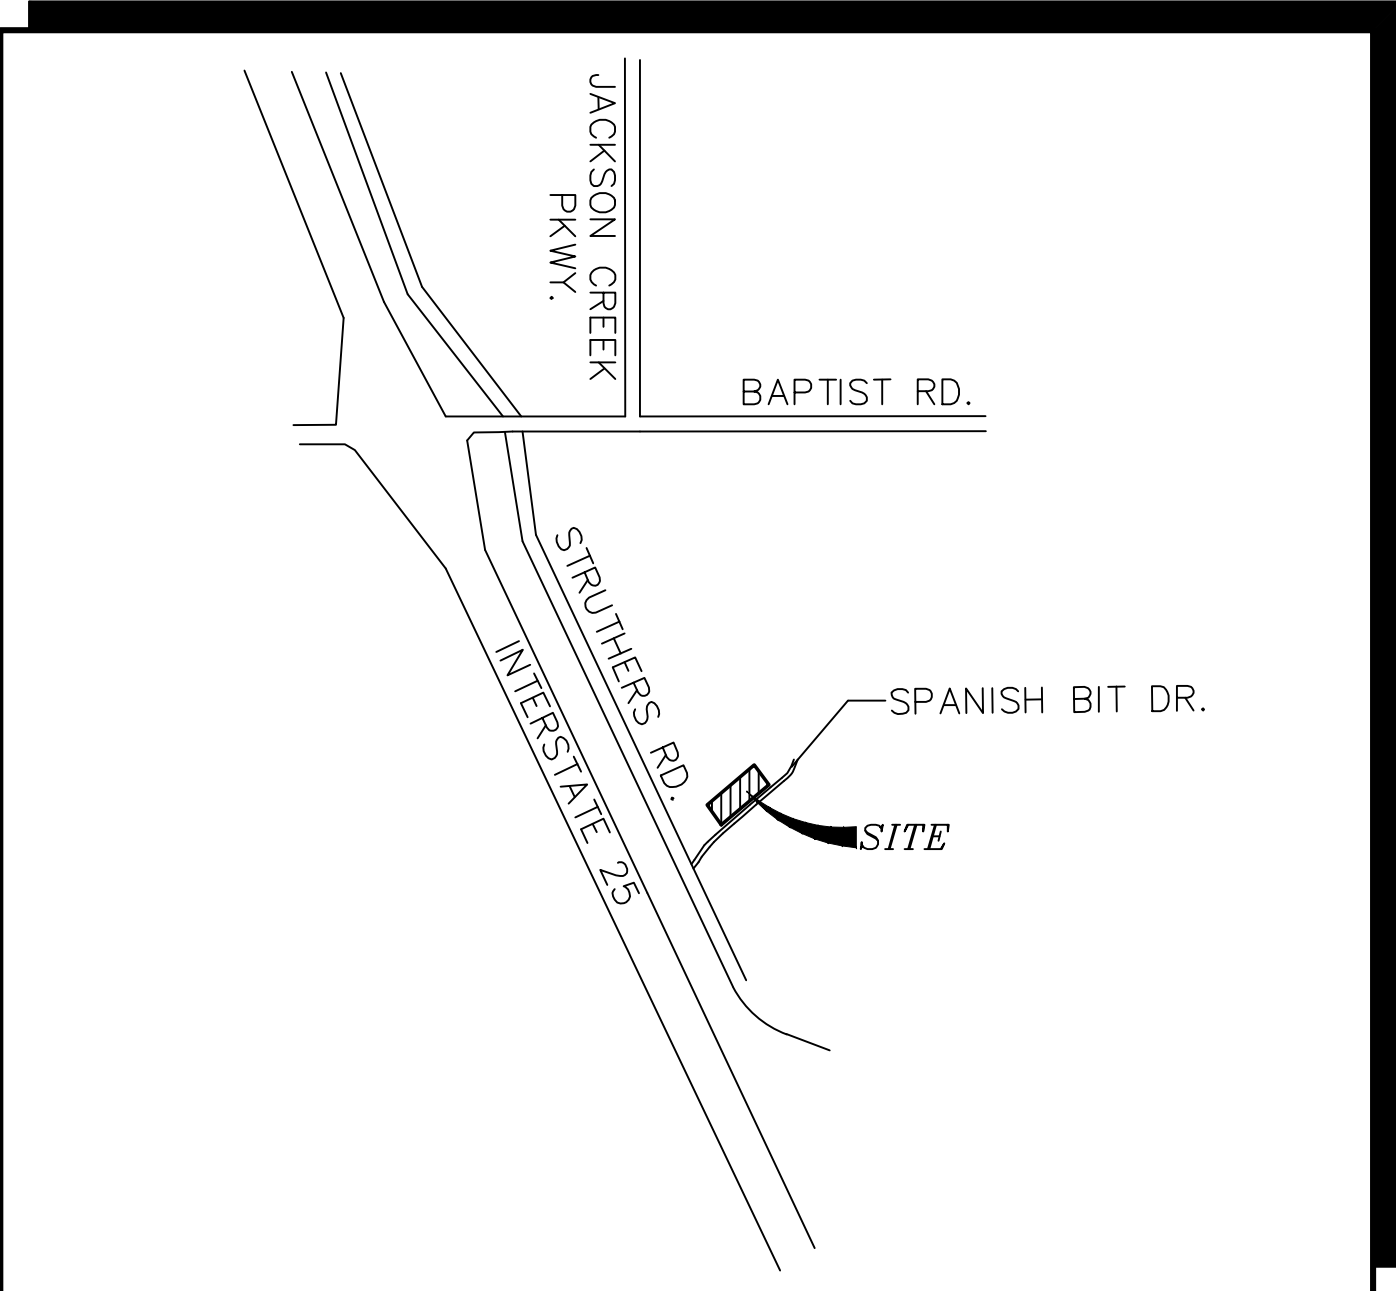 JACKSON CREEK
PKWY.
BAPTIST RD.
STRUTHERS RD.
INTERSTATE 25
SPANISH BIT DR.
SITE